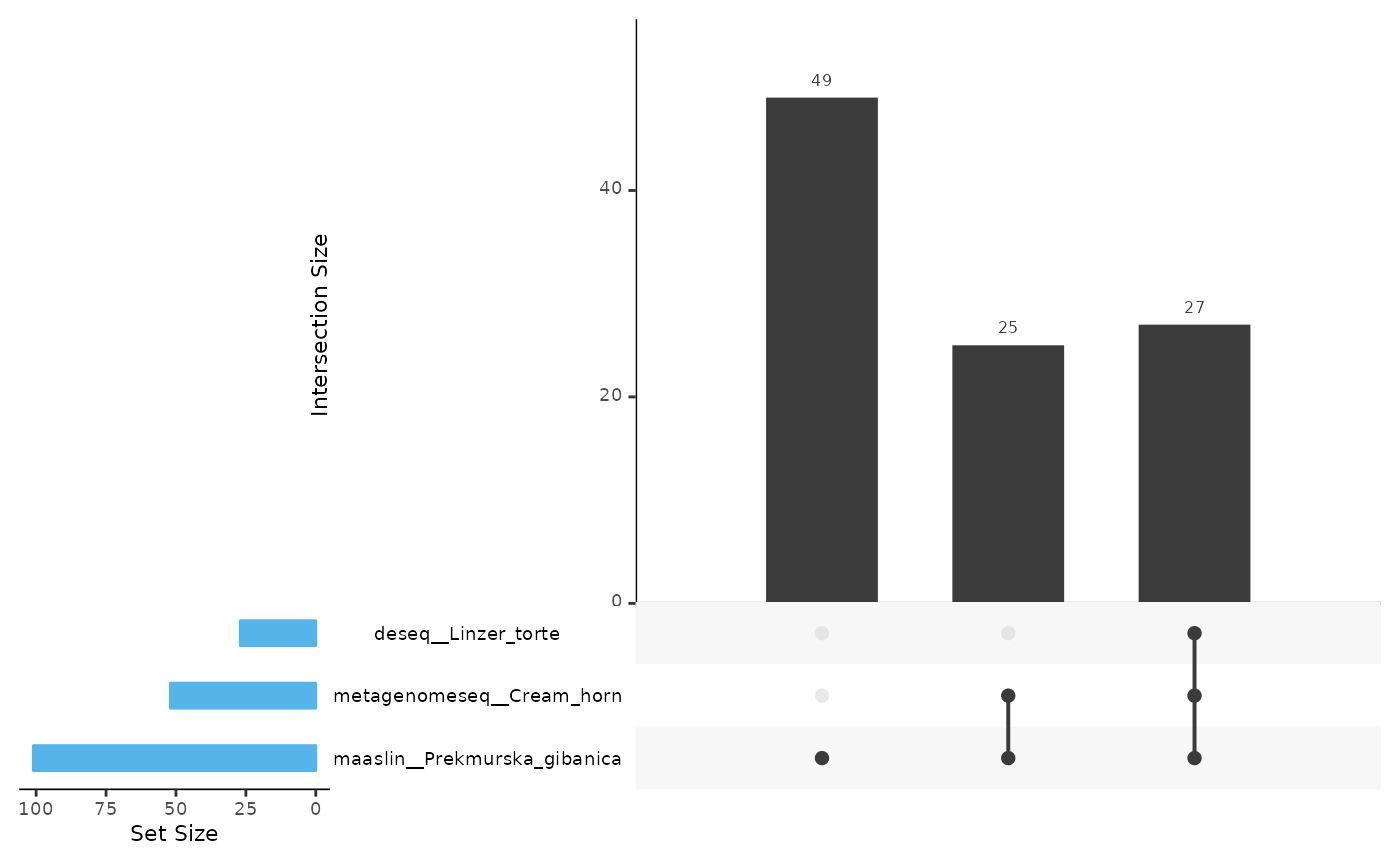 49
40
Intersection Size
27
25
20
0
deseq__Linzer_torte
metagenomeseq__Cream_horn
maaslin__Prekmurska_gibanica
100 75 50 25 0
Set Size